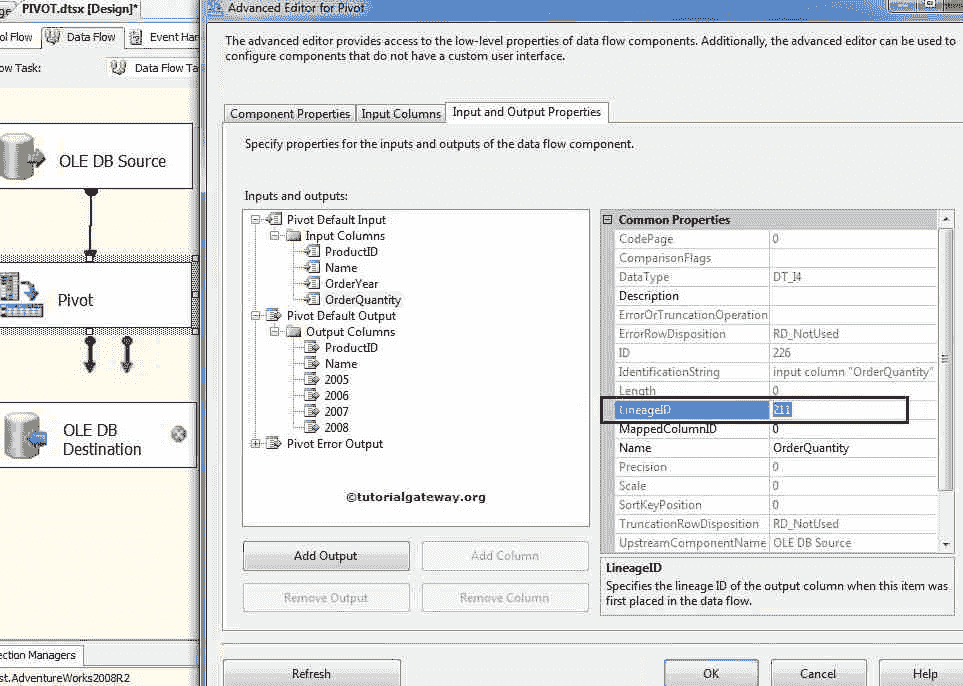 PIVOT.dtsx [Design]*
ol Flow
Data Flow
Event Han
ow Task:
Data Flow Ta
OLE DB Source
Pivot
OLE DB
Destination
ection Managers
st.AdventureWorks2008R2
Advanced Editor for Pivot
The advanced editor provides access to the low-level properties of data flow components. Additionally, the advanced editor can be used to
configure components that do not have a custom user interface.
Component Properties
Input Columns
Input and Output Properties
Specify properties for the inputs and outputs of the data flow component.
Inputs and outputs:
Pivot Default Input
Input Columns
ProductID
Name
OrderYear
OrderQuantity
Pivot Default Output
Output Columns
ProductID
Name
2005
2006
2007
2008
Pivot Error Output
©tutorialgateway.org
Add Output
Add Column
Remove Output
Remove Column
Common Properties
CodePage 0
ComparisonFlags
DataType DT_I4
Description
ErrorOrTruncationOperation
ErrorRowDisposition RD_NotUsed
ID 226
IdentificationString input column "OrderQuantity"
Length 0
LineageID 211
MappedColumnID 0
Name OrderQuantity
Precision 0
Scale 0
SortKeyPosition 0
TruncationRowDisposition RD_NotUsed
UpstreamComponentName OLE DB Source
LineageID
Specifies the lineage ID of the output column when this item was
first placed in the data flow.
Refresh
OK
Cancel
Help